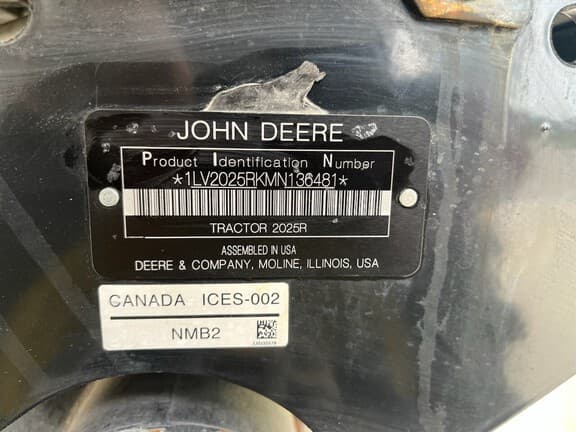 JOHN DEERE
Product Identification Number
*1LV2025RKMN136481*
TRACTOR 2025R
ASSEMBLED IN USA
DEERE & COMPANY, MOLINE, ILLINOIS, USA
CANADA ICES-002
NMB2